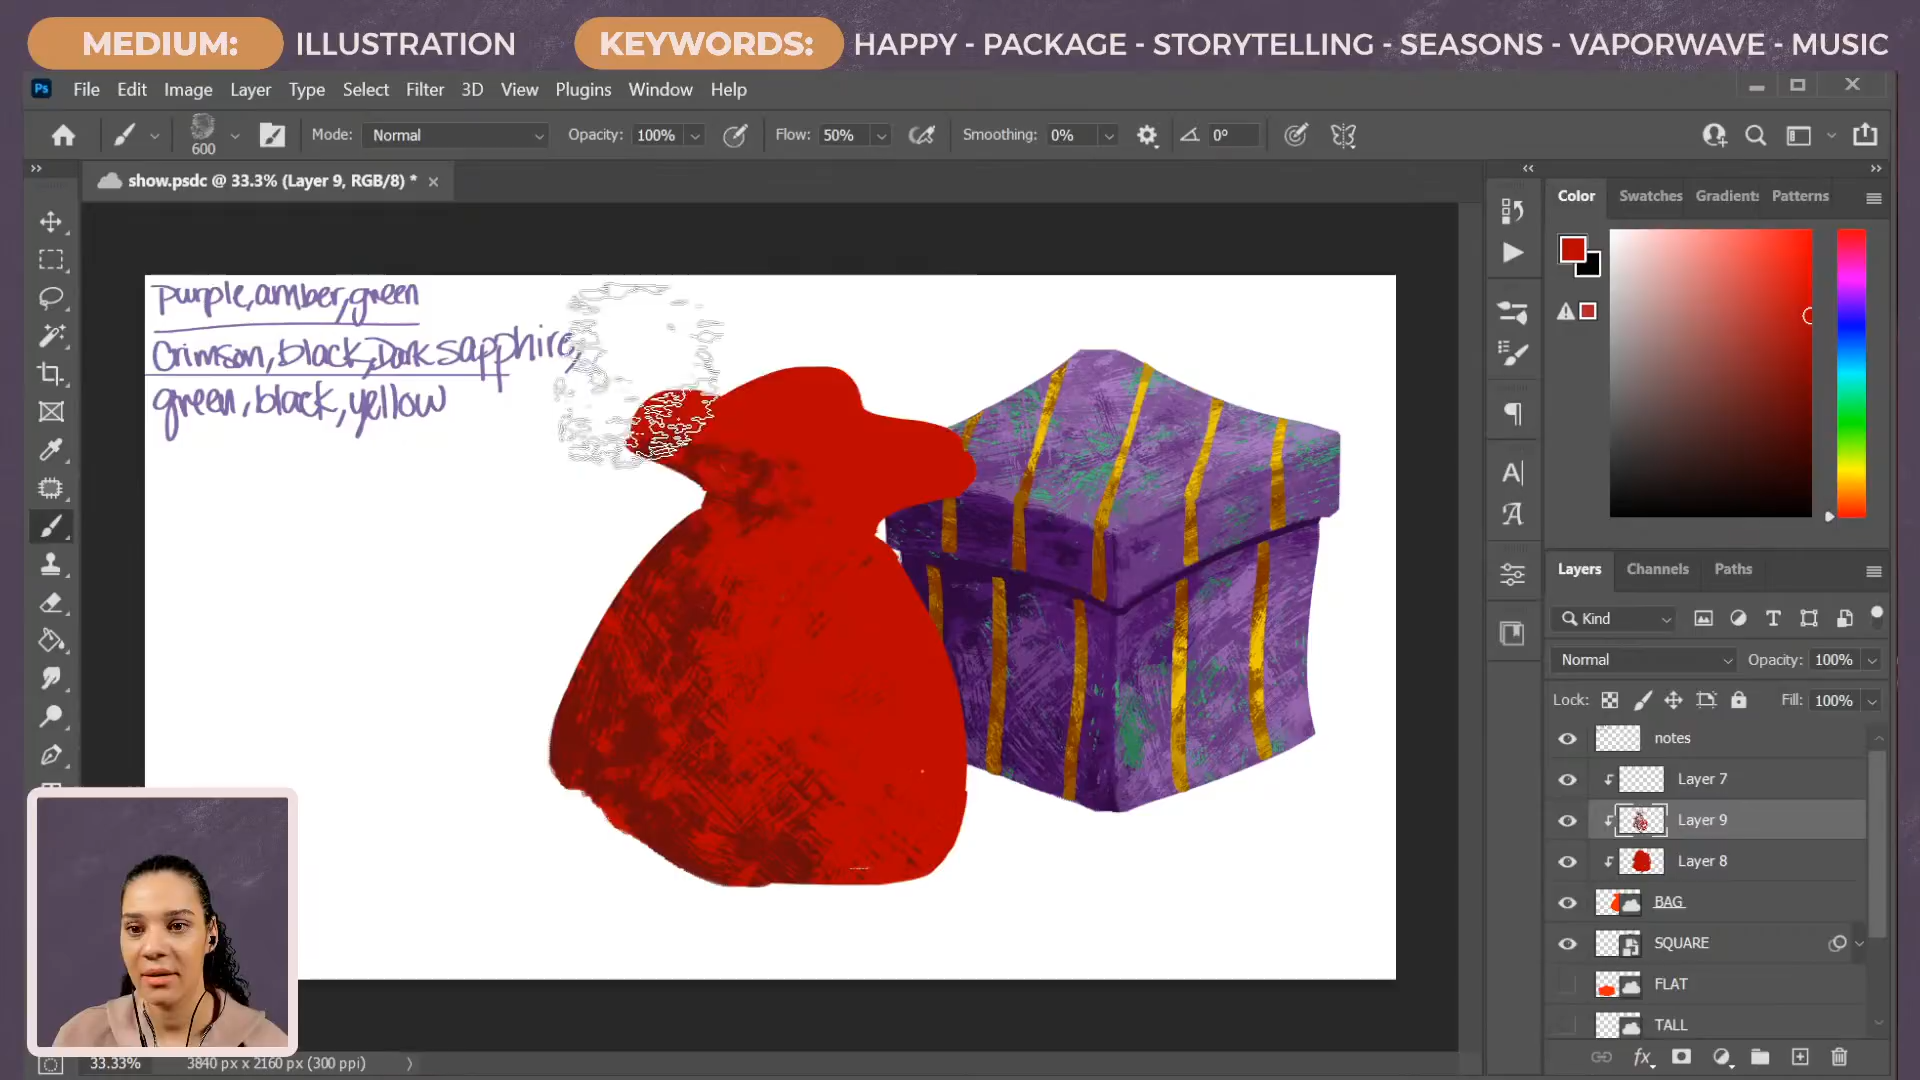 MEDIUM: ILLUSTRATION KEYWORDS: HAPPY - PACKAGE - STORYTELLING - SEASONS - VAPORWAVE - MUSIC
Ps File Edit Image Layer Type Select Filter 3D View Plugins Window Help
600 Mode: Normal Opacity: 100% Flow: 50% Smoothing: 0% 0°
show.psdc @ 33.3% (Layer 9, RGB/8) *
Color Swatches Gradients Patterns
purple, amber, green
Crimson, black, Dark sapphire,
green, black, yellow
Layers Channels Paths
Kind
Normal Opacity: 100%
Lock: Fill: 100%
notes
Layer 7
Layer 9
Layer 8
BAG
SQUARE
FLAT
TALL
33.33% 3840 px x 2160 px (300 ppi)